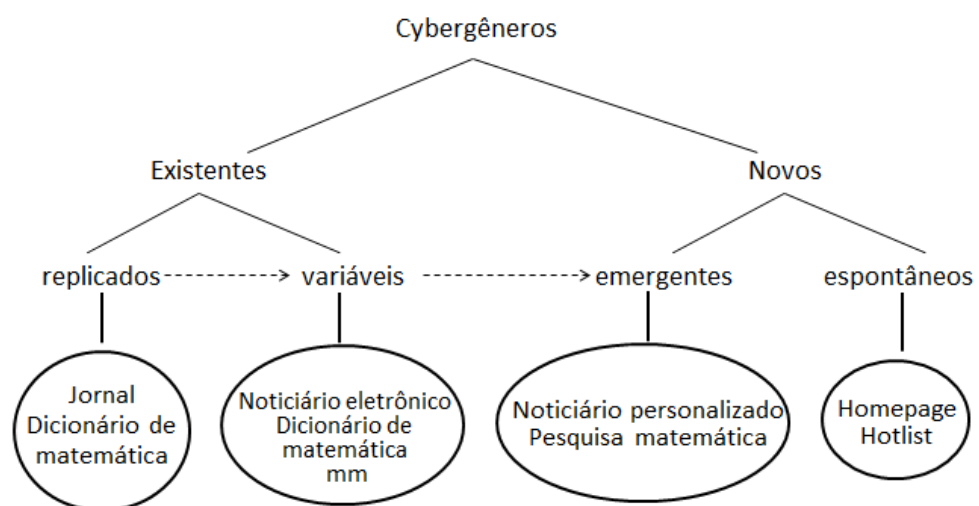 Cybergêneros
Existentes
Novos
replicados
variáveis
emergentes
espontâneos
Jornal
Dicionário de
matemática
Noticiário eletrônico
Dicionário de
matemática
mm
Noticiário personalizado
Pesquisa matemática
Homepage
Hotlist